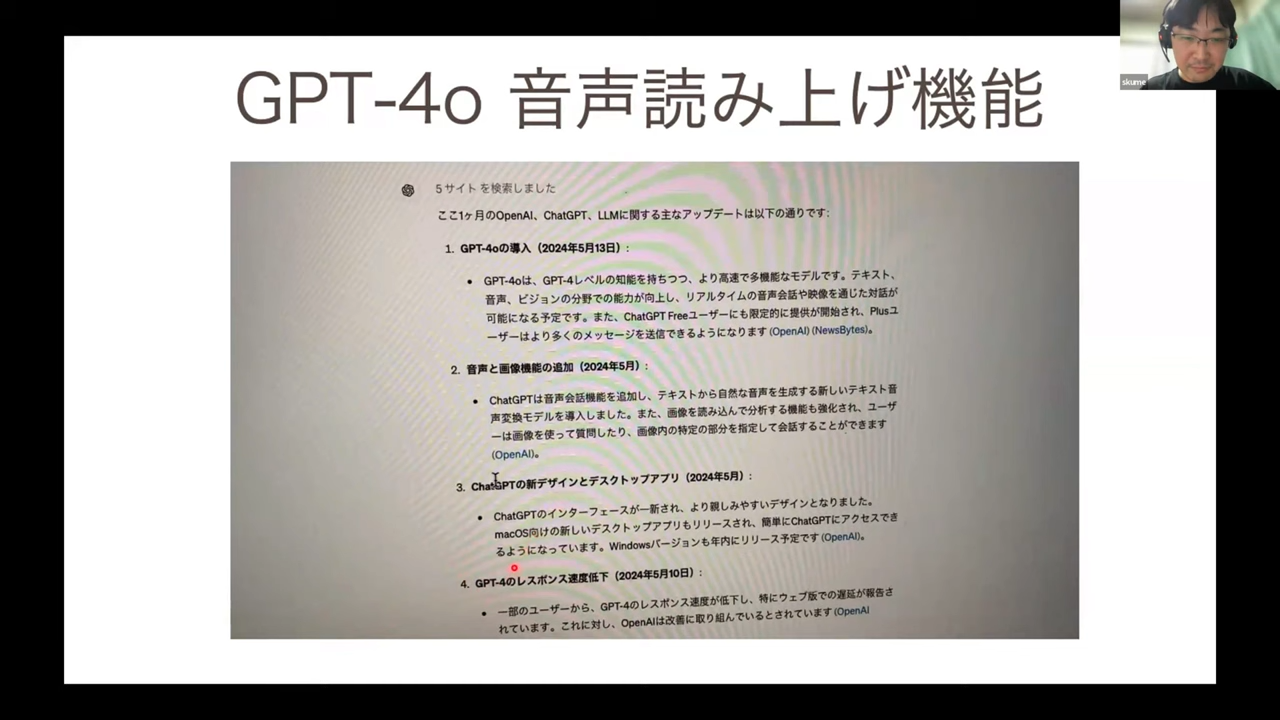 GPT-4o 音声読み上げ機能
skume
5サイト を検索しました
ここ1ヶ月のOpenAI、ChatGPT、LLMに関する主なアップデートは以下の通りです:
1. GPT-4oの導入（2024年5月13日）:
• GPT-4oは、GPT-4レベルの知能を持ちつつ、より高速で多機能なモデルです。テキスト、
音声、ビジョンの分野での能力が向上し、リアルタイムの音声会話や映像を通じた対話が
可能になる予定です。また、ChatGPT Freeユーザーにも限定的に提供が開始され、Plusユ
ーザーはより多くのメッセージを送信できるようになります (OpenAI) (NewsBytes)。
2. 音声と画像機能の追加（2024年5月）:
• ChatGPTは音声会話機能を追加し、テキストから自然な音声を生成する新しいテキスト音
声変換モデルを導入しました。また、画像を読み込んで分析する機能も強化され、ユーザ
ーは画像を使って質問したり、画像内の特定の部分を指定して会話することができます
(OpenAI)。
3. ChatGPTの新デザインとデスクトップアプリ（2024年5月）:
• ChatGPTのインターフェースが一新され、より親しみやすいデザインとなりました。
macOS向けの新しいデスクトップアプリもリリースされ、簡単にChatGPTにアクセスでき
るようになっています。Windowsバージョンも年内にリリース予定です (OpenAI)。
4. GPT-4のレスポンス速度低下（2024年5月10日）:
• 一部のユーザーから、GPT-4のレスポンス速度が低下し、特にウェブ版での遅延が報告さ
れています。これに対し、OpenAIは改善に取り組んでいるとされています (OpenAI